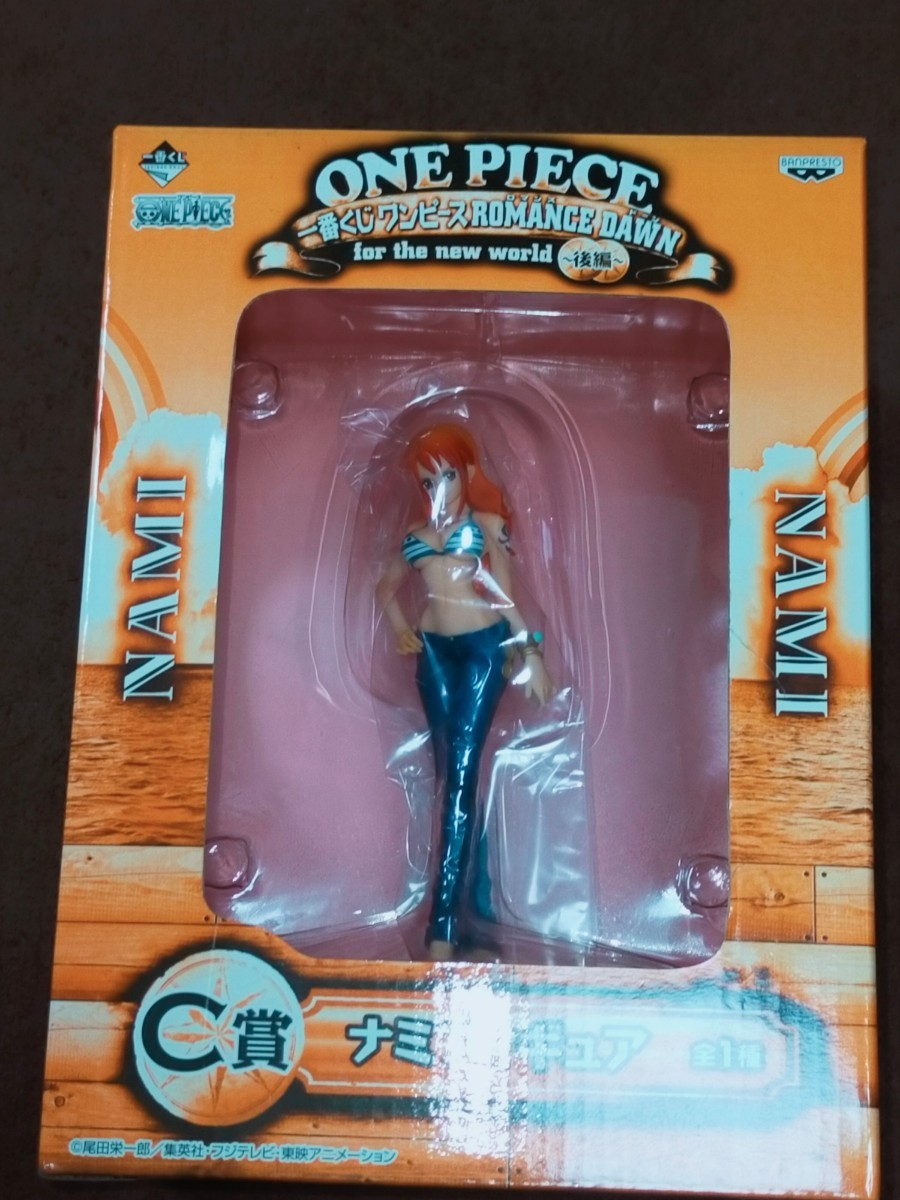 一番くじ
ONE PIECE
BANPRESTO
ONE PIECE
ロマンス ドーン
一番くじ ワンピース ROMANCE DAWN
for the new world ~後編~
NAMI
NAMI
C賞
ナミ ギュア 全1種
©尾田栄一郎/集英社・フジテレビ・東映アニメーション